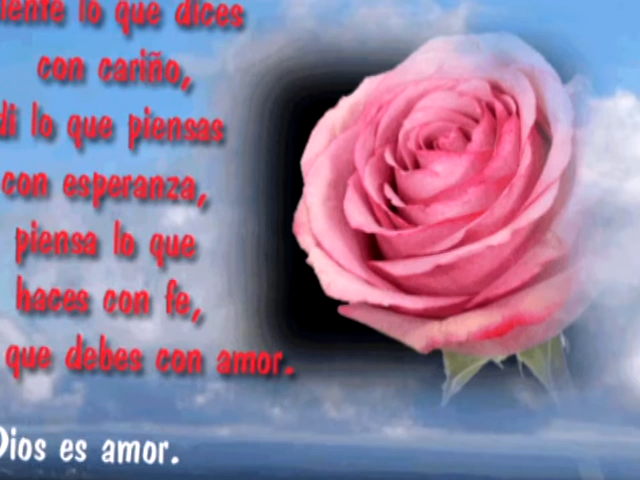 lo que dices
con cariño,
di lo que piensas
con esperanza,
piensa lo que
haces con fe,
que debes con amor.
Dios es amor.